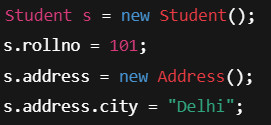 Student s = new Student();
s.rollno = 101;
s.address = new Address();
s.address.city = "Delhi";